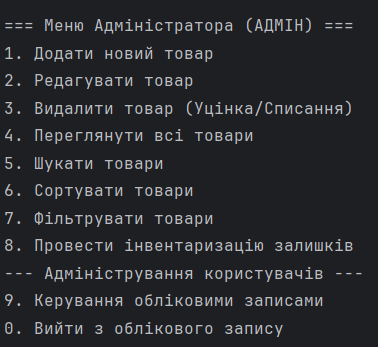 === Меню Адміністратора (АДМІН) ===
1. Додати новий товар
2. Редагувати товар
3. Видалити товар (Уцінка/Списання)
4. Переглянути всі товари
5. Шукати товари
6. Сортувати товари
7. Фільтрувати товари
8. Провести інвентаризацію залишків
--- Адміністрування користувачів ---
9. Керування обліковими записами
0. Вийти з облікового запису